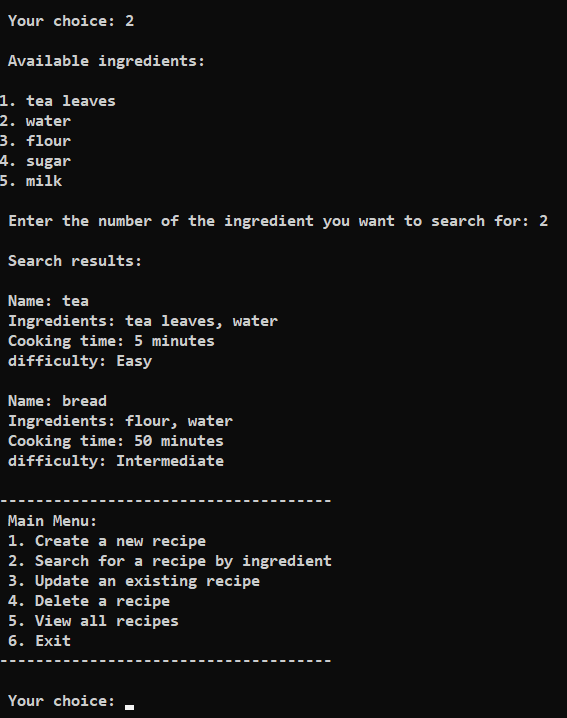 Your choice: 2
Available ingredients:
1. tea leaves
2. water
3. flour
4. sugar
5. milk
Enter the number of the ingredient you want to search for: 2
Search results:
Name: tea
Ingredients: tea leaves, water
Cooking time: 5 minutes
difficulty: Easy
Name: bread
Ingredients: flour, water
Cooking time: 50 minutes
difficulty: Intermediate
-------------------------------------
Main Menu:
1. Create a new recipe
2. Search for a recipe by ingredient
3. Update an existing recipe
4. Delete a recipe
5. View all recipes
6. Exit
-------------------------------------
Your choice: